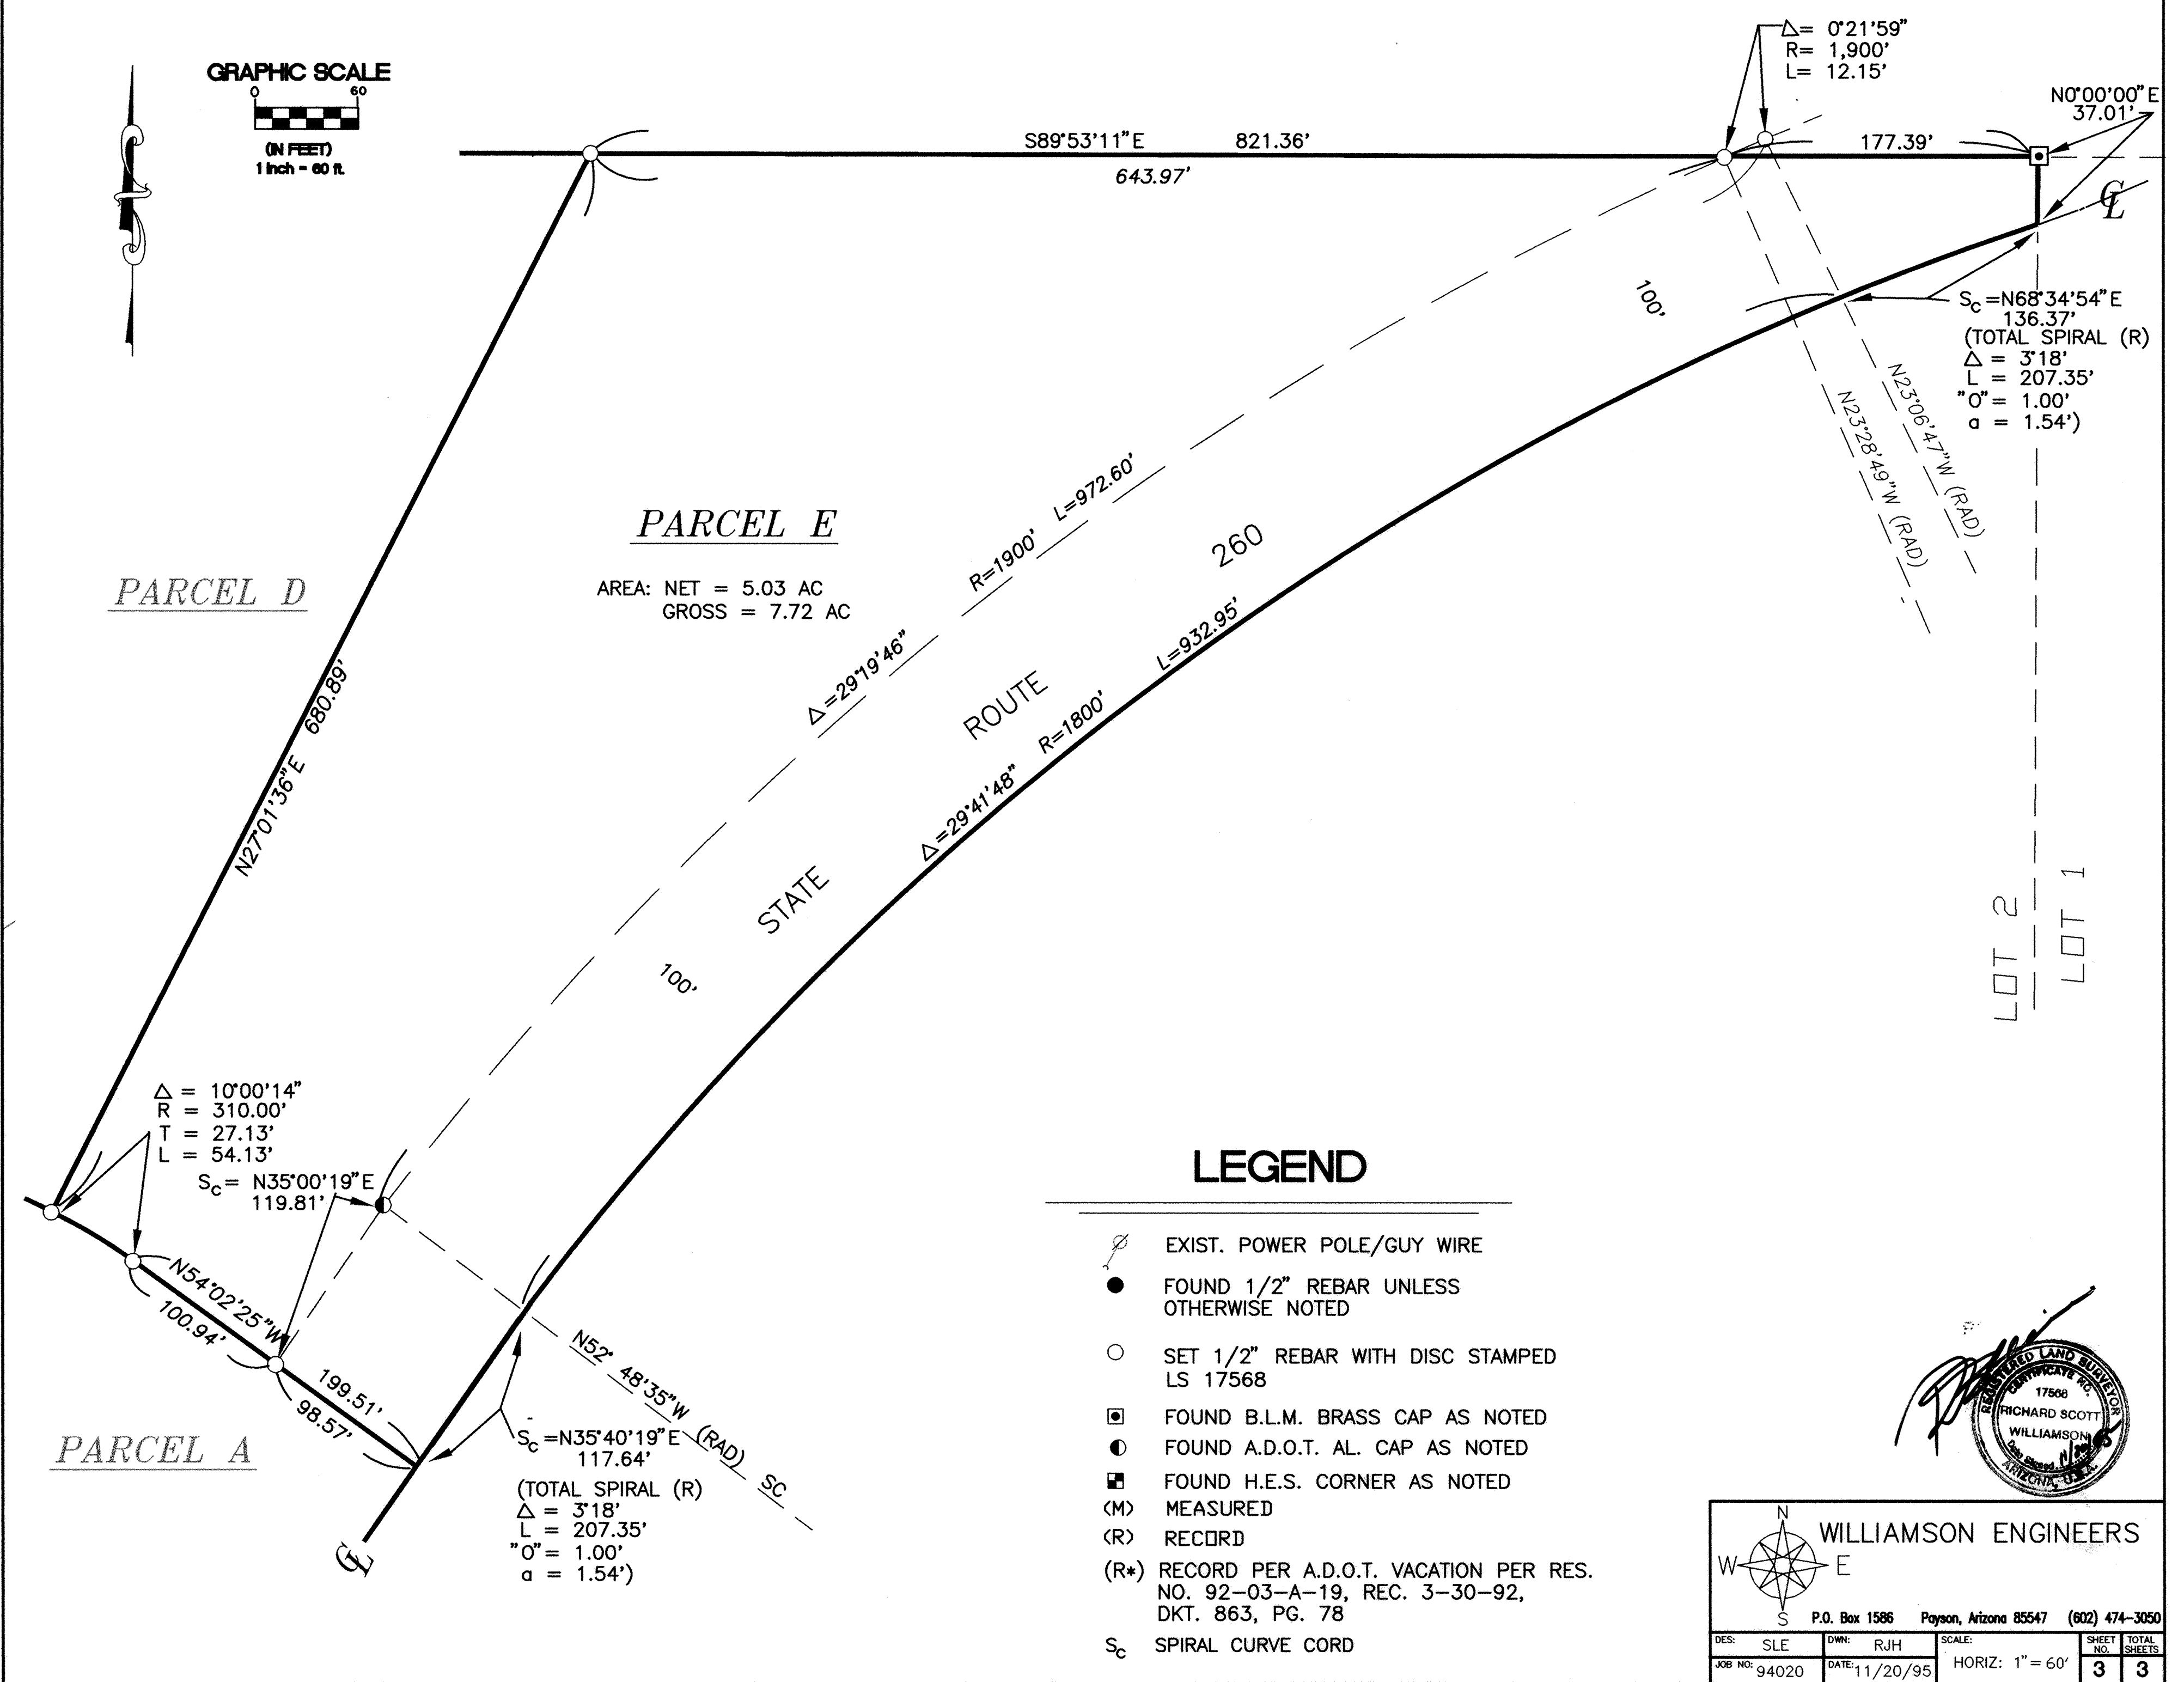 GRAPHIC SCALE
0 60
(IN FEET)
1 Inch = 60 ft.
S89°53'11"E 821.36'
643.97'
Δ= 0°21'59"
R= 1,900'
L= 12.15'
177.39'
N0°00'00"E
37.01'
CL
Sc=N68°34'54"E
136.37'
(TOTAL SPIRAL (R)
Δ = 3°18'
L = 207.35'
"O"= 1.00'
a = 1.54')
N23°06'47"W (RAD)
N23°28'49"W (RAD)
100'
LOT 2
LOT 1
PARCEL D
PARCEL E
AREA: NET = 5.03 AC
GROSS = 7.72 AC
N27°01'36"E 680.89'
Δ=29°19'46" R=1900' L=972.60'
STATE ROUTE 260
Δ=29°41'48" R=1800' L=932.95'
100'
Δ = 10°00'14"
R = 310.00'
T = 27.13'
L = 54.13'
Sc= N35°00'19"E
119.81'
N54°02'25"W
100.94'
199.51'
98.57'
PARCEL A
N52° 48'35"W (RAD) SC
Sc=N35°40'19"E
117.64'
(TOTAL SPIRAL (R)
Δ = 3°18'
L = 207.35'
"O"= 1.00'
a = 1.54')
CL
LEGEND
EXIST. POWER POLE/GUY WIRE
FOUND 1/2" REBAR UNLESS
OTHERWISE NOTED
SET 1/2" REBAR WITH DISC STAMPED
LS 17568
FOUND B.L.M. BRASS CAP AS NOTED
FOUND A.D.O.T. AL. CAP AS NOTED
FOUND H.E.S. CORNER AS NOTED
(M) MEASURED
(R) RECORD
(R*) RECORD PER A.D.O.T. VACATION PER RES.
NO. 92-03-A-19, REC. 3-30-92,
DKT. 863, PG. 78
Sc SPIRAL CURVE CORD
REGISTERED LAND SURVEYOR
CERTIFICATE NO.
17568
RICHARD SCOTT
WILLIAMSON
Date Signed
ARIZONA, U.S.A.
N
W E
S
WILLIAMSON ENGINEERS
P.O. Box 1586 Payson, Arizona 85547 (602) 474-3050
DES: SLE DWN: RJH SCALE: SHEET NO. TOTAL SHEETS
JOB NO: 94020 DATE: 11/20/95 HORIZ: 1"= 60' 3 3